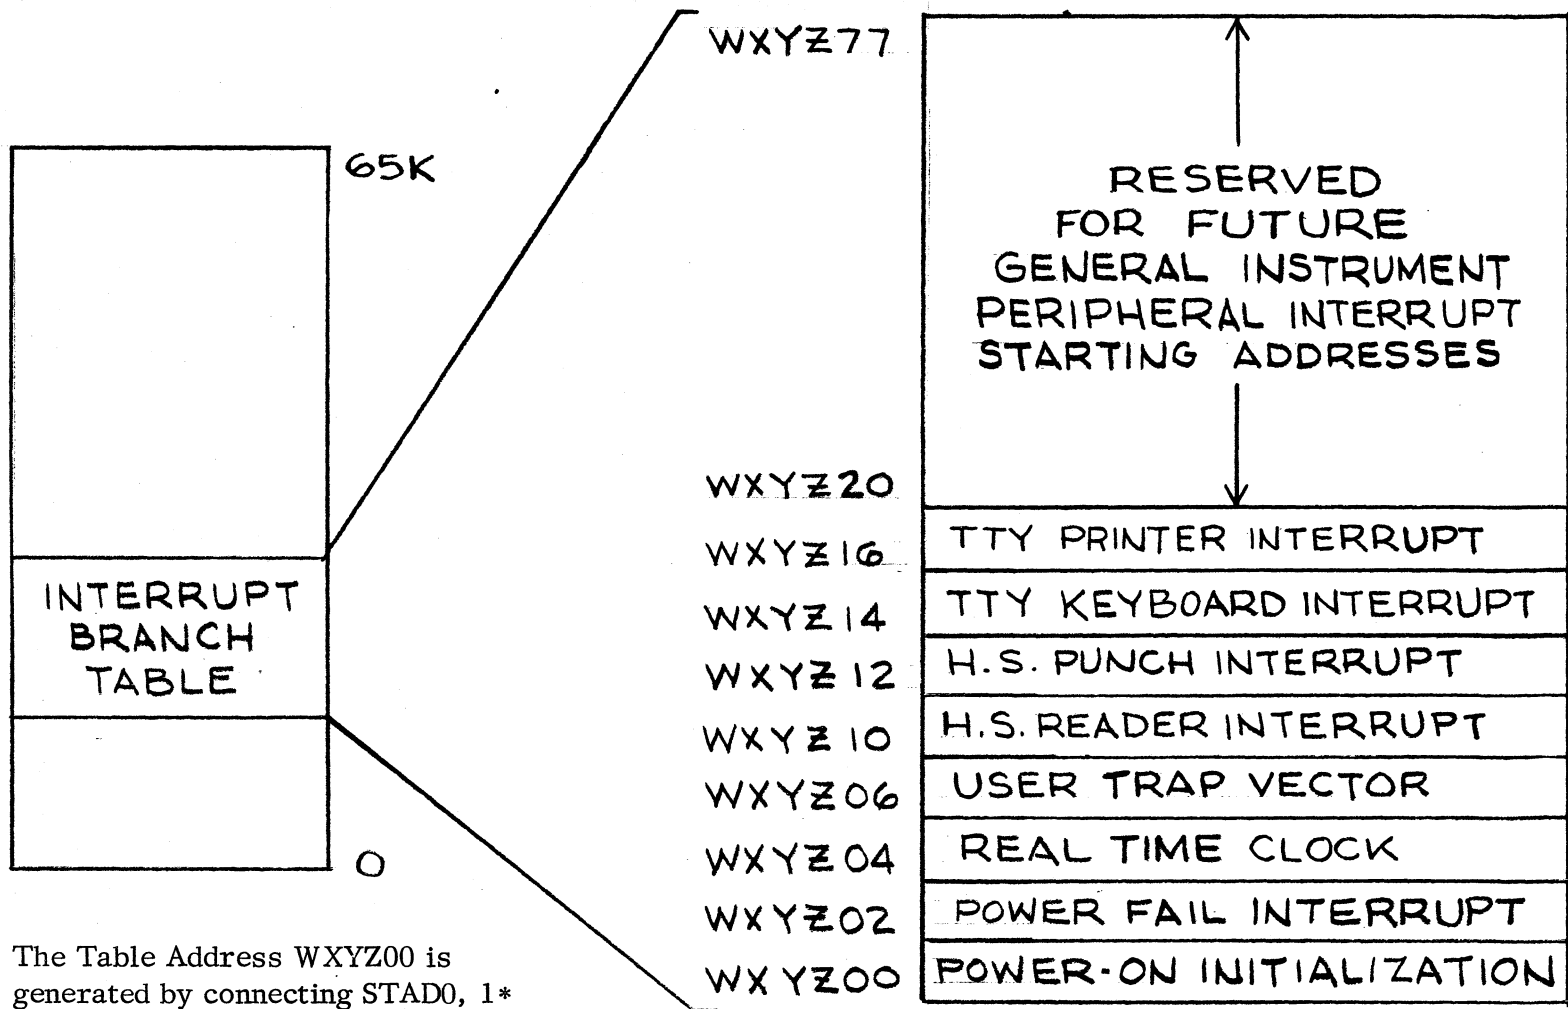 WXYZ77
65K
RESERVED
FOR FUTURE
GENERAL INSTRUMENT
PERIPHERAL INTERRUPT
STARTING ADDRESSES
WXYZ20
WXYZ16
TTY PRINTER INTERRUPT
INTERRUPT
BRANCH
TABLE
WXYZ14
TTY KEYBOARD INTERRUPT
WXYZ12
H.S. PUNCH INTERRUPT
WXYZ10
H.S. READER INTERRUPT
WXYZ06
USER TRAP VECTOR
WXYZ04
REAL TIME CLOCK
0
WXYZ02
POWER FAIL INTERRUPT
WXYZ00
POWER-ON INITIALIZATION
The Table Address WXYZ00 is
generated by connecting STAD0, 1*